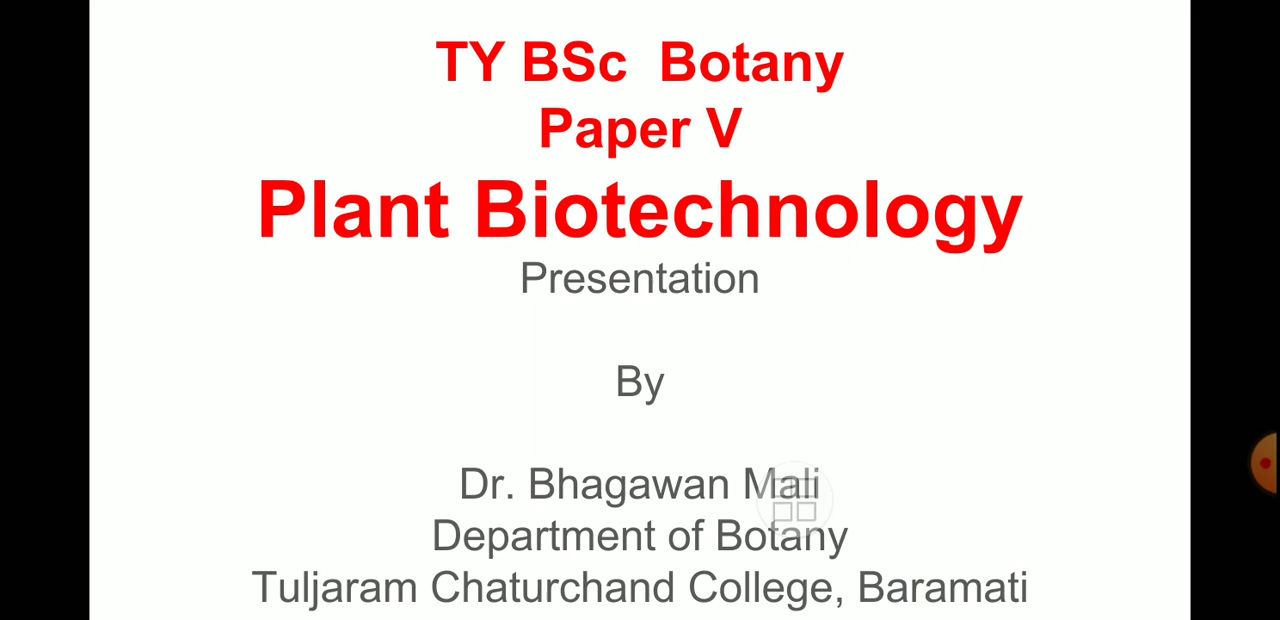 TY BSc Botany
Paper V
Plant Biotechnology
Presentation
By
Dr. Bhagawan Mali
Department of Botany
Tuljaram Chaturchand College, Baramati